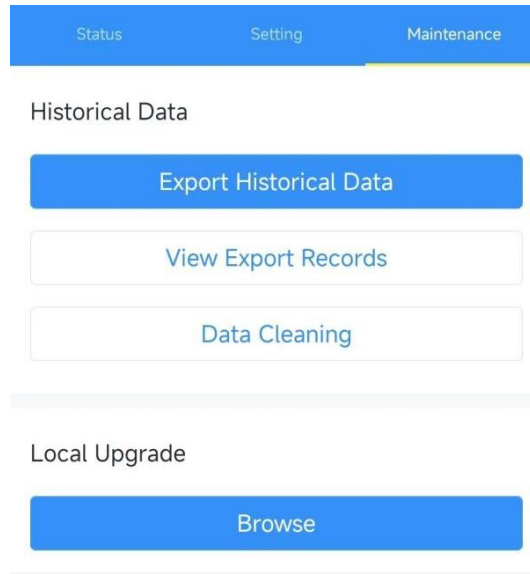 Status Setting Maintenance
Historical Data
Export Historical Data
View Export Records
Data Cleaning
Local Upgrade
Browse